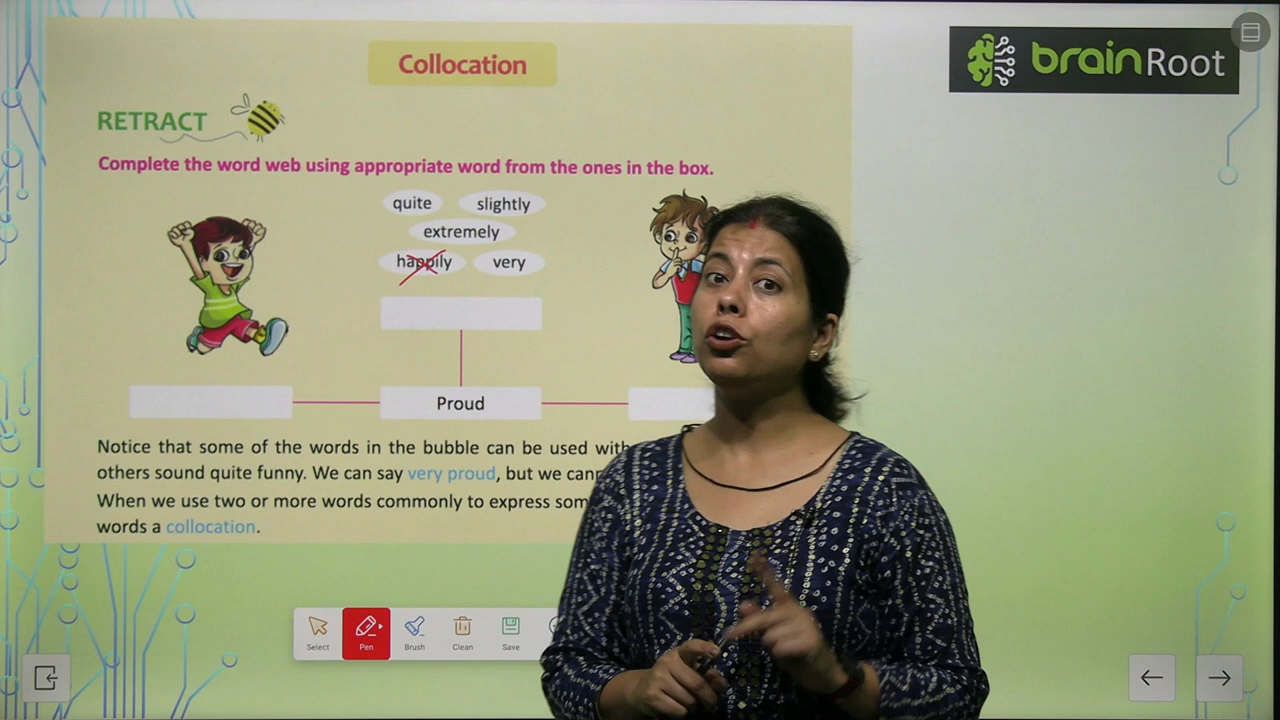 Collocation
brainRoot
RETRACT
Complete the word web using appropriate word from the ones in the box.
quite slightly
extremely
happily very
Proud
Notice that some of the words in the bubble can be used with
others sound quite funny. We can say very proud, but we
When we use two or more words commonly to express
words a collocation.
Select Pen Brush Clean Save